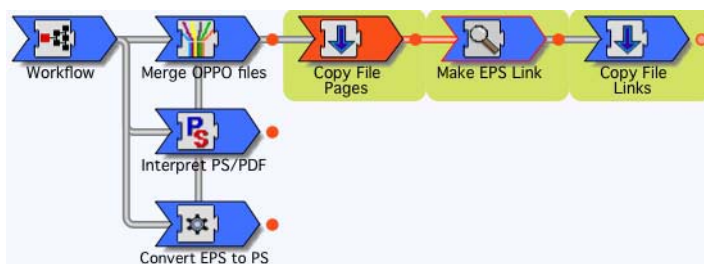 Workflow
Merge OPPO files
Copy File
Pages
Make EPS Link
Copy File
Links
PS
Interpret PS/PDF
Convert EPS to PS